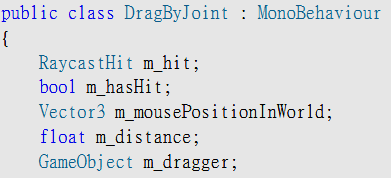 public class DragByJoint : MonoBehaviour
{
    RaycastHit m_hit;
    bool m_hasHit;
    Vector3 m_mousePositionInWorld;
    float m_distance;
    GameObject m_dragger;